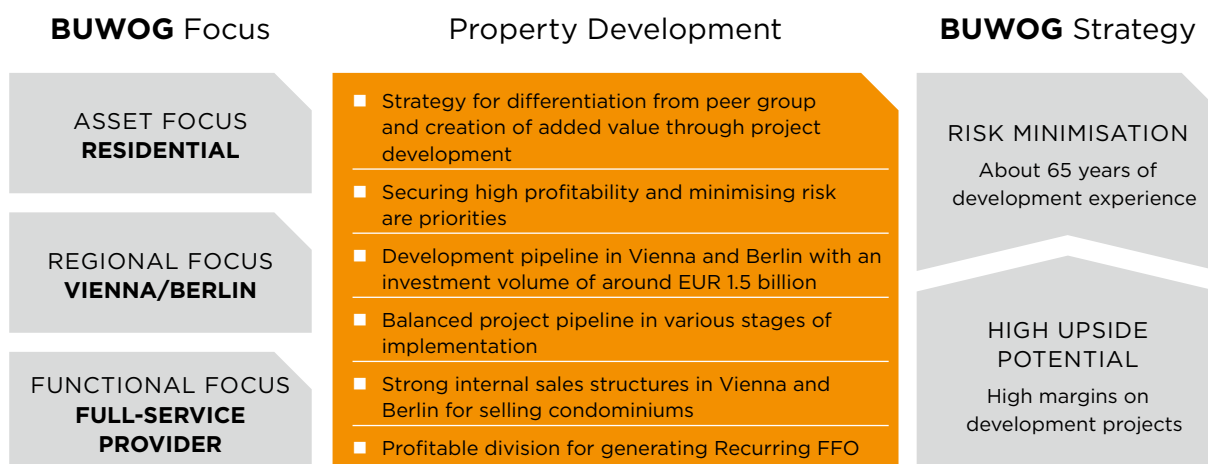 BUWOG Focus
ASSET FOCUS
RESIDENTIAL
REGIONAL FOCUS
VIENNA/BERLIN
FUNCTIONAL FOCUS
FULL-SERVICE
PROVIDER
Property Development
Strategy for differentiation from peer group
and creation of added value through project
development
Securing high profitability and minimising risk
are priorities
Development pipeline in Vienna and Berlin with an
investment volume of around EUR 1.5 billion
Balanced project pipeline in various stages of
implementation
Strong internal sales structures in Vienna and
Berlin for selling condominiums
Profitable division for generating Recurring FFO
BUWOG Strategy
RISK MINIMISATION
About 65 years of
development experience
HIGH UPSIDE
POTENTIAL
High margins on
development projects